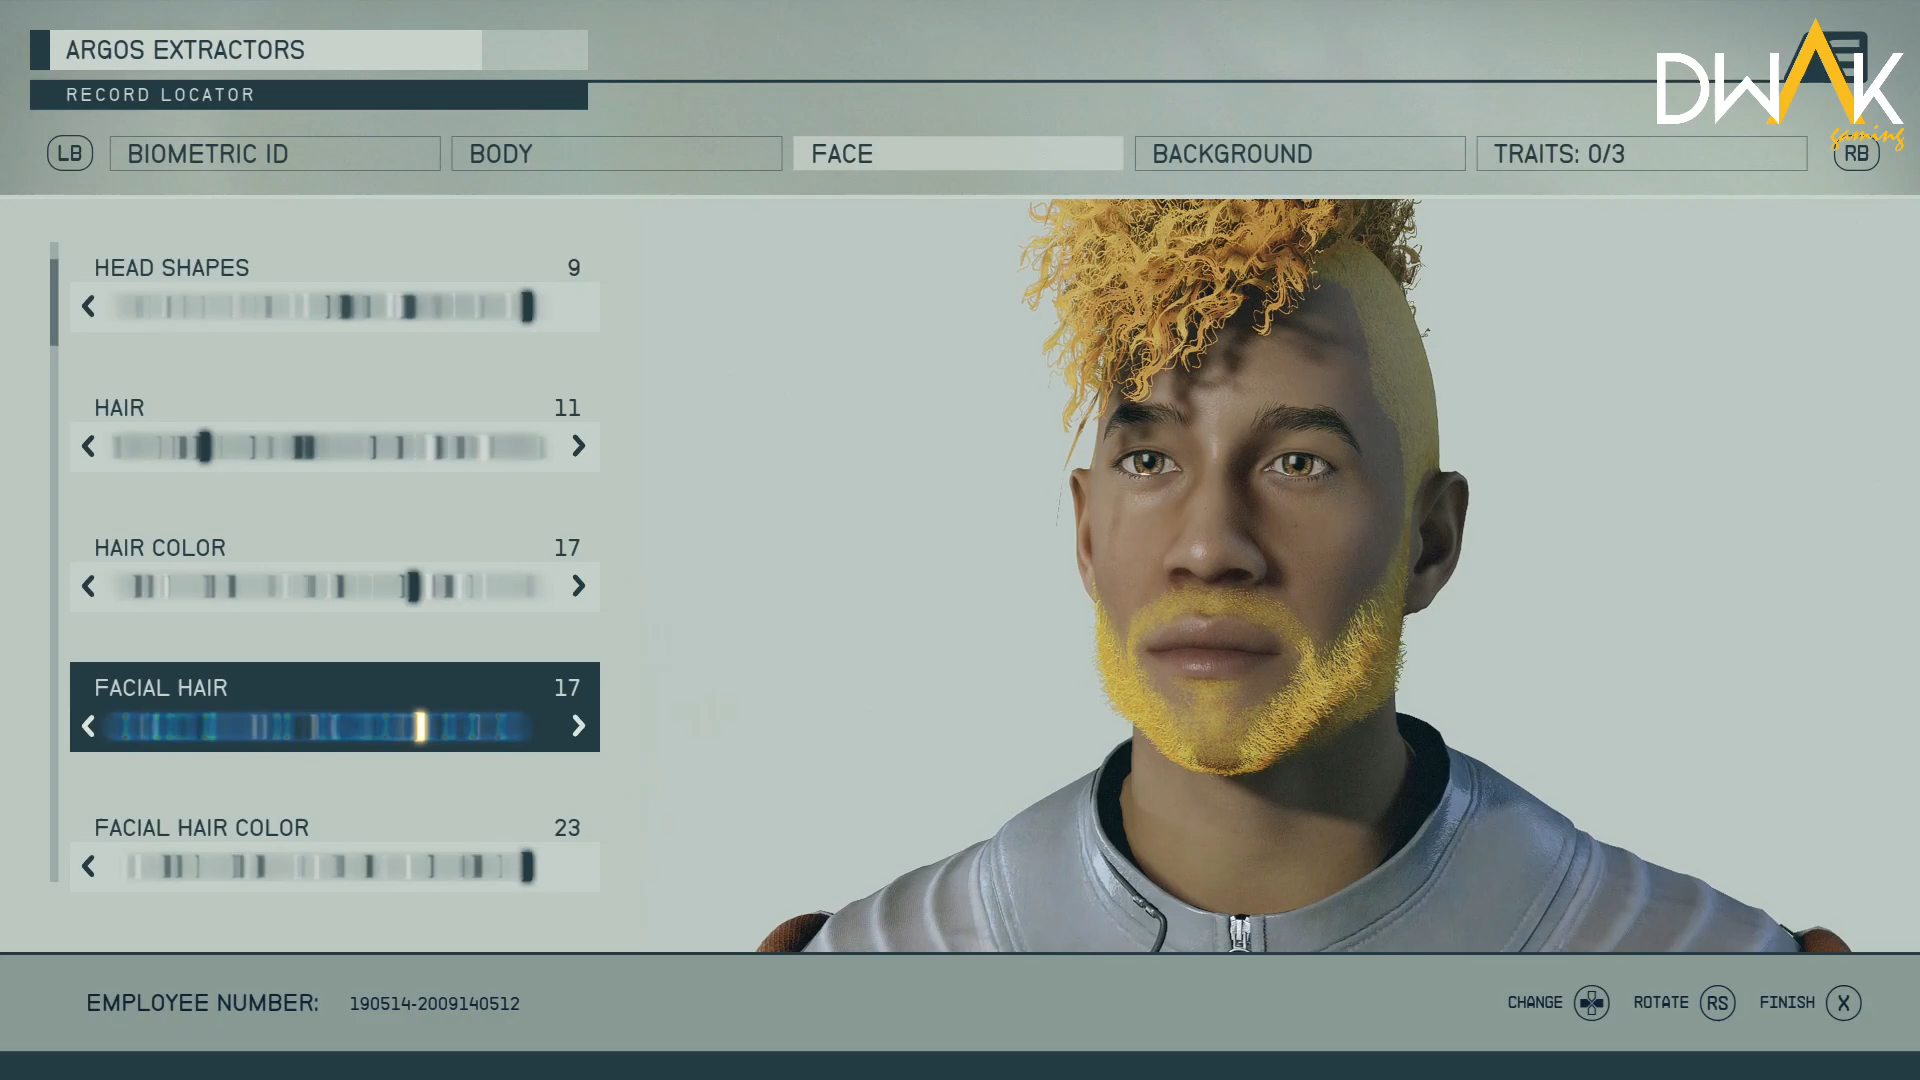 ARGOS EXTRACTORS
RECORD LOCATOR
DWAK
gaming
LB
BIOMETRIC ID
BODY
FACE
BACKGROUND
TRAITS: 0/3
RB
HEAD SHAPES 9
HAIR 11
HAIR COLOR 17
FACIAL HAIR 17
FACIAL HAIR COLOR 23
EMPLOYEE NUMBER: 190514-2009140512
CHANGE
ROTATE RS
FINISH X